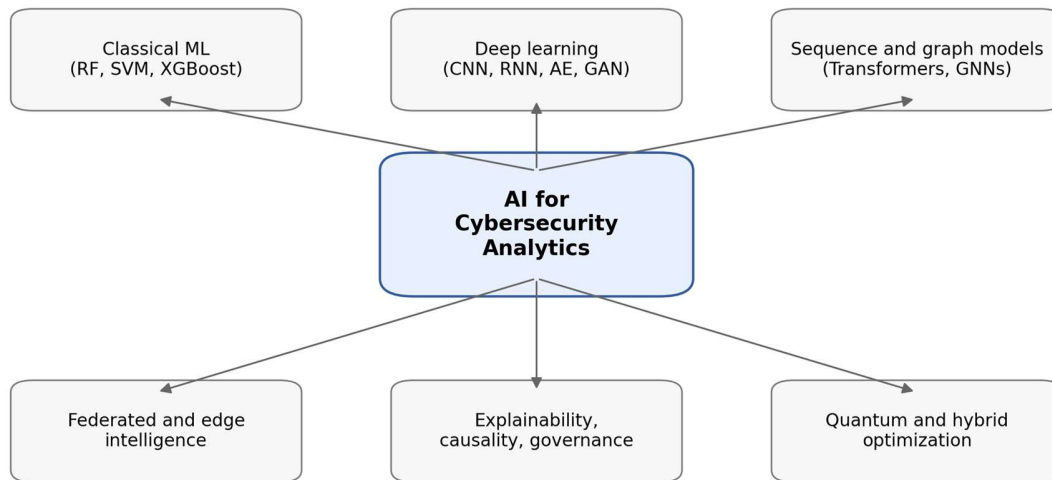 Classical ML
(RF, SVM, XGBoost)
Deep learning
(CNN, RNN, AE, GAN)
Sequence and graph models
(Transformers, GNNs)
AI for
Cybersecurity
Analytics
Federated and edge
intelligence
Explainability,
causality, governance
Quantum and hybrid
optimization